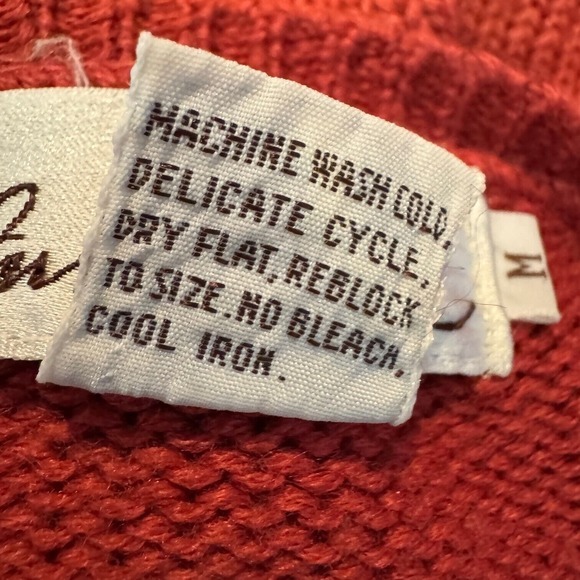 MACHINE WASH COLD,
DELICATE CYCLE.
DRY FLAT. REBLOCK
TO SIZE. NO BLEACH,
COOL IRON.
M